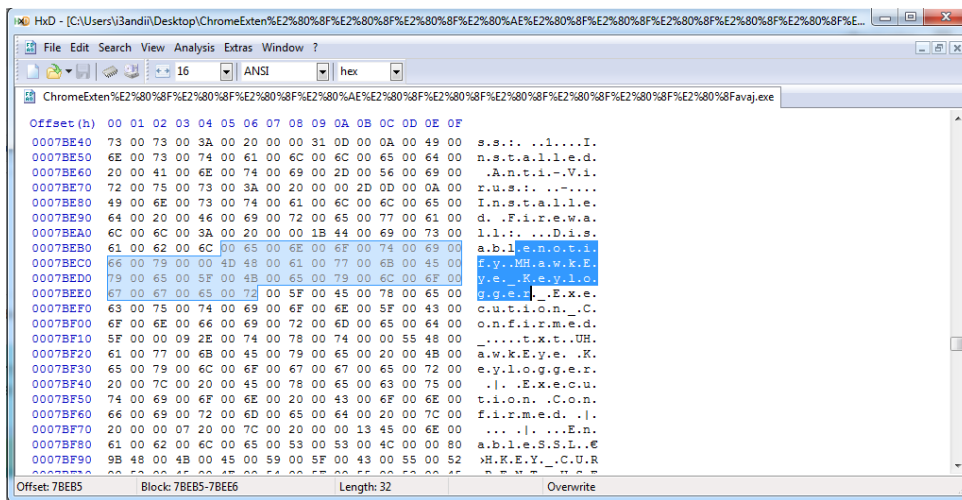 HxD - [C:\Users\i3andii\Desktop\ChromeExten%E2%80%8F%E2%80%8F%E2%80%8F%E2%80%AE%E2%80%8F%E2%80%8F%E2%80%8F%E2%80%8F%E2%80%8F%E...
File Edit Search View Analysis Extras Window ?
16 ANSI hex
ChromeExten%E2%80%8F%E2%80%8F%E2%80%8F%E2%80%AE%E2%80%8F%E2%80%8F%E2%80%8F%E2%80%8F%E2%80%8Favaj.exe
Offset(h) 00 01 02 03 04 05 06 07 08 09 0A 0B 0C 0D 0E 0F
0007BE40 73 00 73 00 3A 00 20 00 00 31 0D 00 0A 00 49 00 s.s.:. ..1....I.
0007BE50 6E 00 73 00 74 00 61 00 6C 00 6C 00 65 00 64 00 n.s.t.a.l.l.e.d.
0007BE60 20 00 41 00 6E 00 74 00 69 00 2D 00 56 00 69 00 .A.n.t.i.-.V.i.
0007BE70 72 00 75 00 73 00 3A 00 20 00 00 2D 0D 00 0A 00 r.u.s.:. ..-....
0007BE80 49 00 6E 00 73 00 74 00 61 00 6C 00 6C 00 65 00 I.n.s.t.a.l.l.e.
0007BE90 64 00 20 00 46 00 69 00 72 00 65 00 77 00 61 00 d. .F.i.r.e.w.a.
0007BEA0 6C 00 6C 00 3A 00 20 00 00 1B 44 00 69 00 73 00 l.l.:. ...D.i.s.
0007BEB0 61 00 62 00 6C 00 65 00 6E 00 6F 00 74 00 69 00 a.b.l.e.n.o.t.i.
0007BEC0 66 00 79 00 00 4D 48 00 61 00 77 00 6B 00 45 00 f.y..MH.a.w.k.E.
0007BED0 79 00 65 00 5F 00 4B 00 65 00 79 00 6C 00 6F 00 y.e._.K.e.y.l.o.
0007BEE0 67 00 67 00 65 00 72 00 5F 00 45 00 78 00 65 00 g.g.e.r._.E.x.e.
0007BEF0 63 00 75 00 74 00 69 00 6F 00 6E 00 5F 00 43 00 c.u.t.i.o.n._.C.
0007BF00 6F 00 6E 00 66 00 69 00 72 00 6D 00 65 00 64 00 o.n.f.i.r.m.e.d.
0007BF10 5F 00 00 09 2E 00 74 00 78 00 74 00 00 55 48 00 _.....t.x.t..UH.
0007BF20 61 00 77 00 6B 00 45 00 79 00 65 00 20 00 4B 00 a.w.k.E.y.e. .K.
0007BF30 65 00 79 00 6C 00 6F 00 67 00 67 00 65 00 72 00 e.y.l.o.g.g.e.r.
0007BF40 20 00 7C 00 20 00 45 00 78 00 65 00 63 00 75 00 .|. .E.x.e.c.u.
0007BF50 74 00 69 00 6F 00 6E 00 20 00 43 00 6F 00 6E 00 t.i.o.n. .C.o.n.
0007BF60 66 00 69 00 72 00 6D 00 65 00 64 00 20 00 7C 00 f.i.r.m.e.d. .|.
0007BF70 20 00 00 07 20 00 7C 00 20 00 00 13 45 00 6E 00 ... .|. ...E.n.
0007BF80 61 00 62 00 6C 00 65 00 53 00 53 00 4C 00 00 80 a.b.l.e.S.S.L..€
0007BF90 9B 48 00 4B 00 45 00 59 00 5F 00 43 00 55 00 52 ›H.K.E.Y._.C.U.R
Offset: 7BEB5 Block: 7BEB5-7BEE6 Length: 32 Overwrite